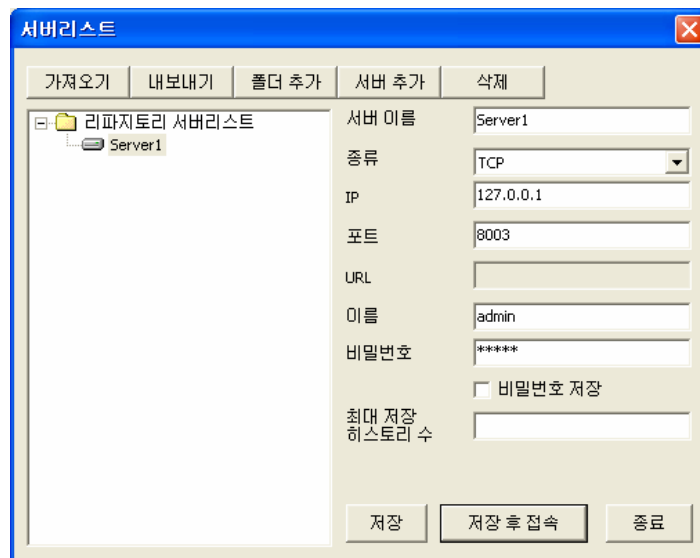 서버리스트
가져오기 내보내기 폴더 추가 서버 추가 삭제
리파지토리 서버리스트
Server1
서버 이름 Server1
종류 TCP
IP 127.0.0.1
포트 8003
URL
이름 admin
비밀번호 *****
비밀번호 저장
최대 저장
히스토리 수
저장 저장 후 접속 종료